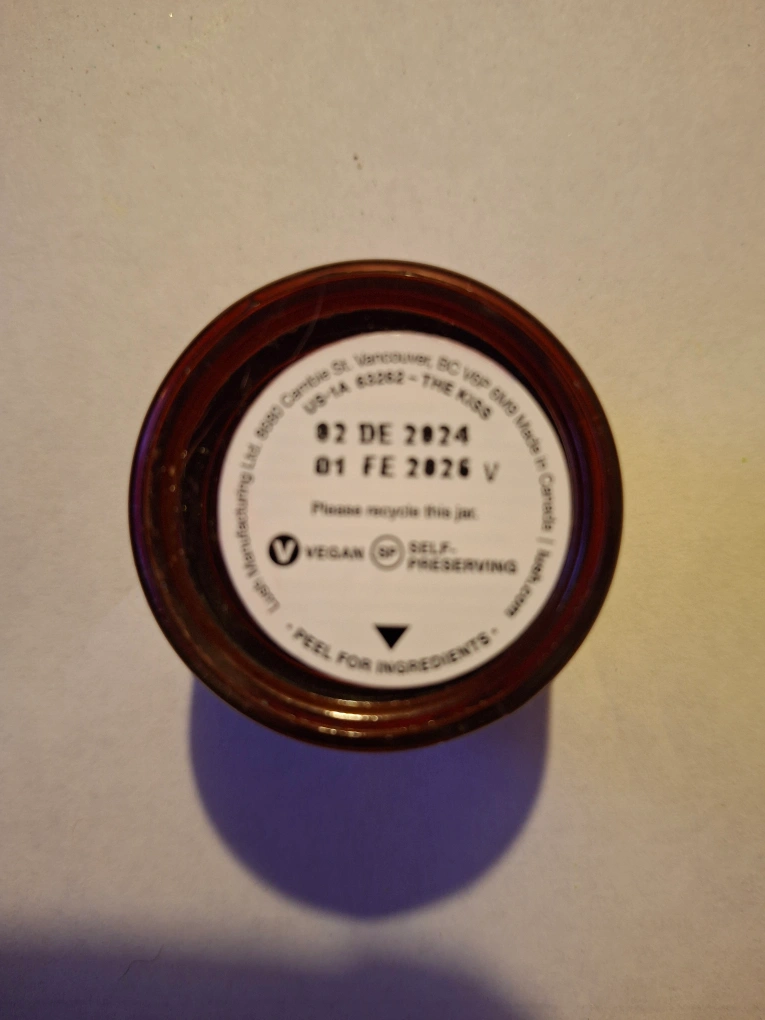 Lush Manufacturing Ltd. 8680 Cambie St, Vancouver, BC V6P 6M9 Made in Canada | lush.com
US-1A 63262 - THE KISS
02 DE 2024
01 FE 2026 V
Please recycle this jar.
V VEGAN SP SELF-
PRESERVING
· PEEL FOR INGREDIENTS ·